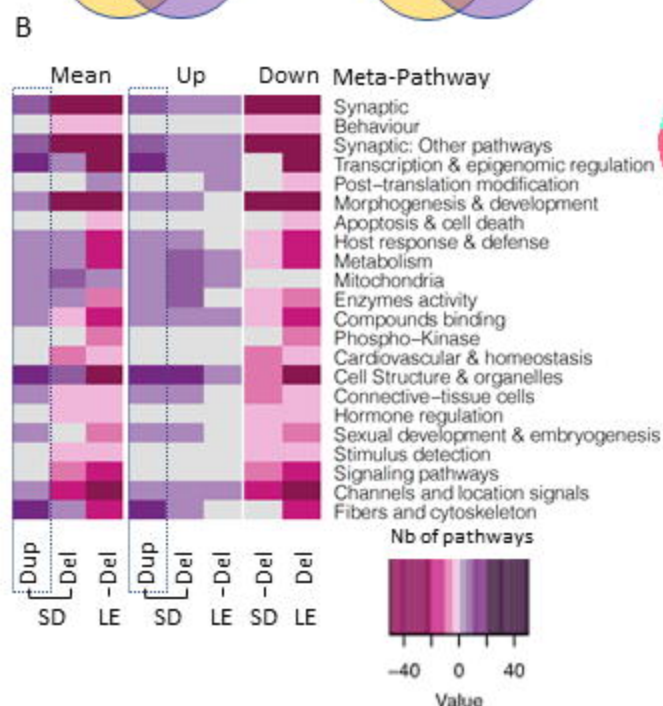 B
Mean Up Down Meta-Pathway
Synaptic
Behaviour
Synaptic: Other pathways
Transcription & epigenomic regulation
Post-translation modification
Morphogenesis & development
Apoptosis & cell death
Host response & defense
Metabolism
Mitochondria
Enzymes activity
Compounds binding
Phospho-Kinase
Cardiovascular & homeostasis
Cell Structure & organelles
Connective-tissue cells
Hormone regulation
Sexual development & embryogenesis
Stimulus detection
Signaling pathways
Channels and location signals
Fibers and cytoskeleton
Dup Del Del Dup Del Del Del Del
SD LE SD LE SD LE
Nb of pathways
-40 0 40
Value